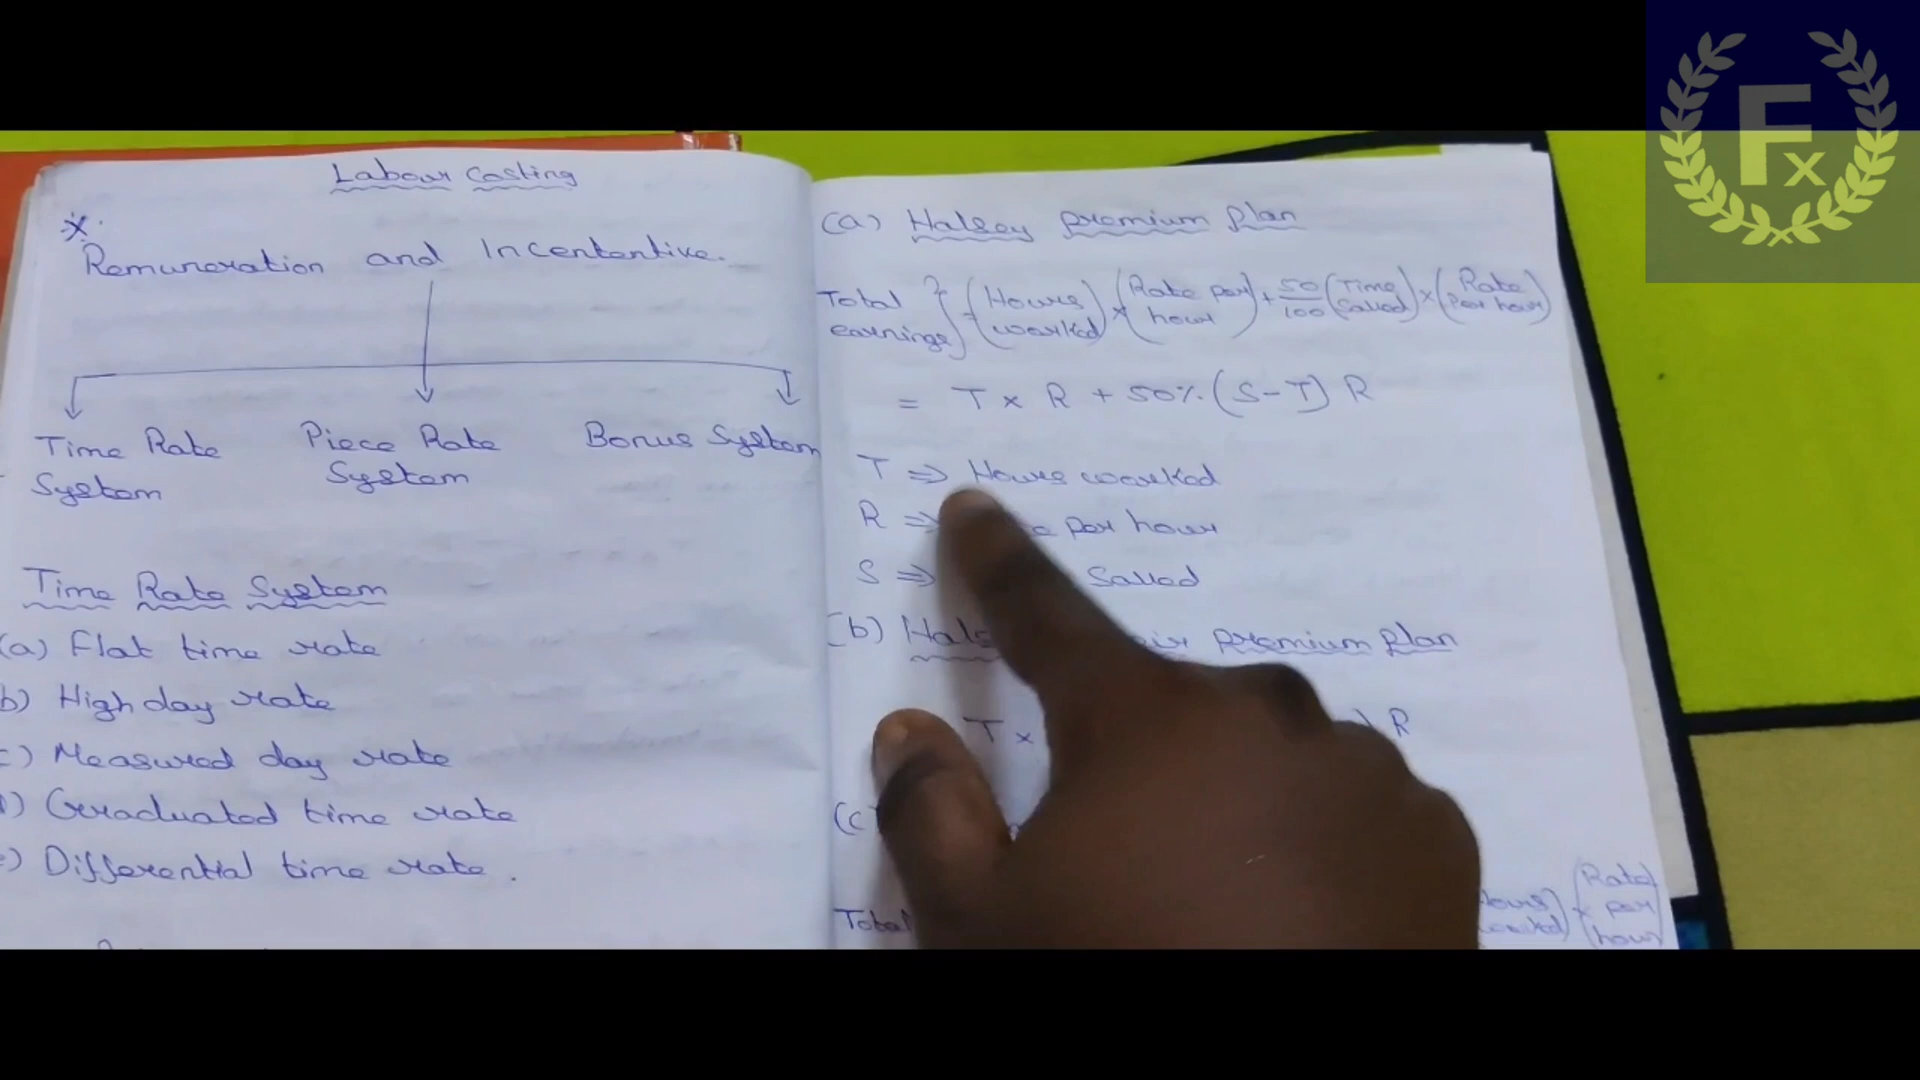 Labour Costing
Remuneration and Incententive.
Time Rate System
Piece Rate System
Bonus System
Time Rate System
(a) Flat time rate
b) High day rate
c) Measured day rate
d) Graduated time rate
e) Differential time rate.
(a) Halsey premium plan
Total earnings } = (Hours worked) × (Rate per hour) + 50/100 (Time Saved) × (Rate per hour)
= T × R + 50% (S-T) R
T ⇒ Hours worked
R ⇒ per hour
S ⇒ Saved
(b) premium plan
T × ) R
(c)
Total
(Rate per hour)
Fx